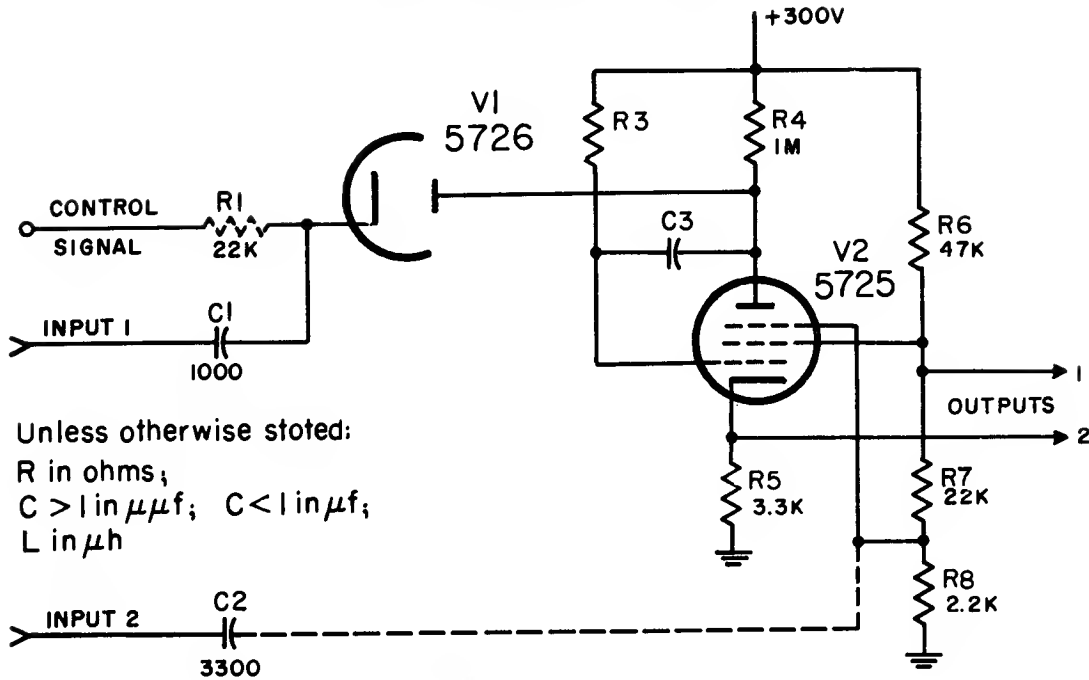 +300V
V1
5726
R3
R4
1M
CONTROL
SIGNAL
R1
22K
C3
R6
47K
V2
5725
INPUT 1
C1
1000
1
OUTPUTS
2
Unless otherwise stoted:
R in ohms;
C > 1 in μμf; C < 1 in μf;
L in μh
R5
3.3K
R7
22K
R8
2.2K
INPUT 2
C2
3300